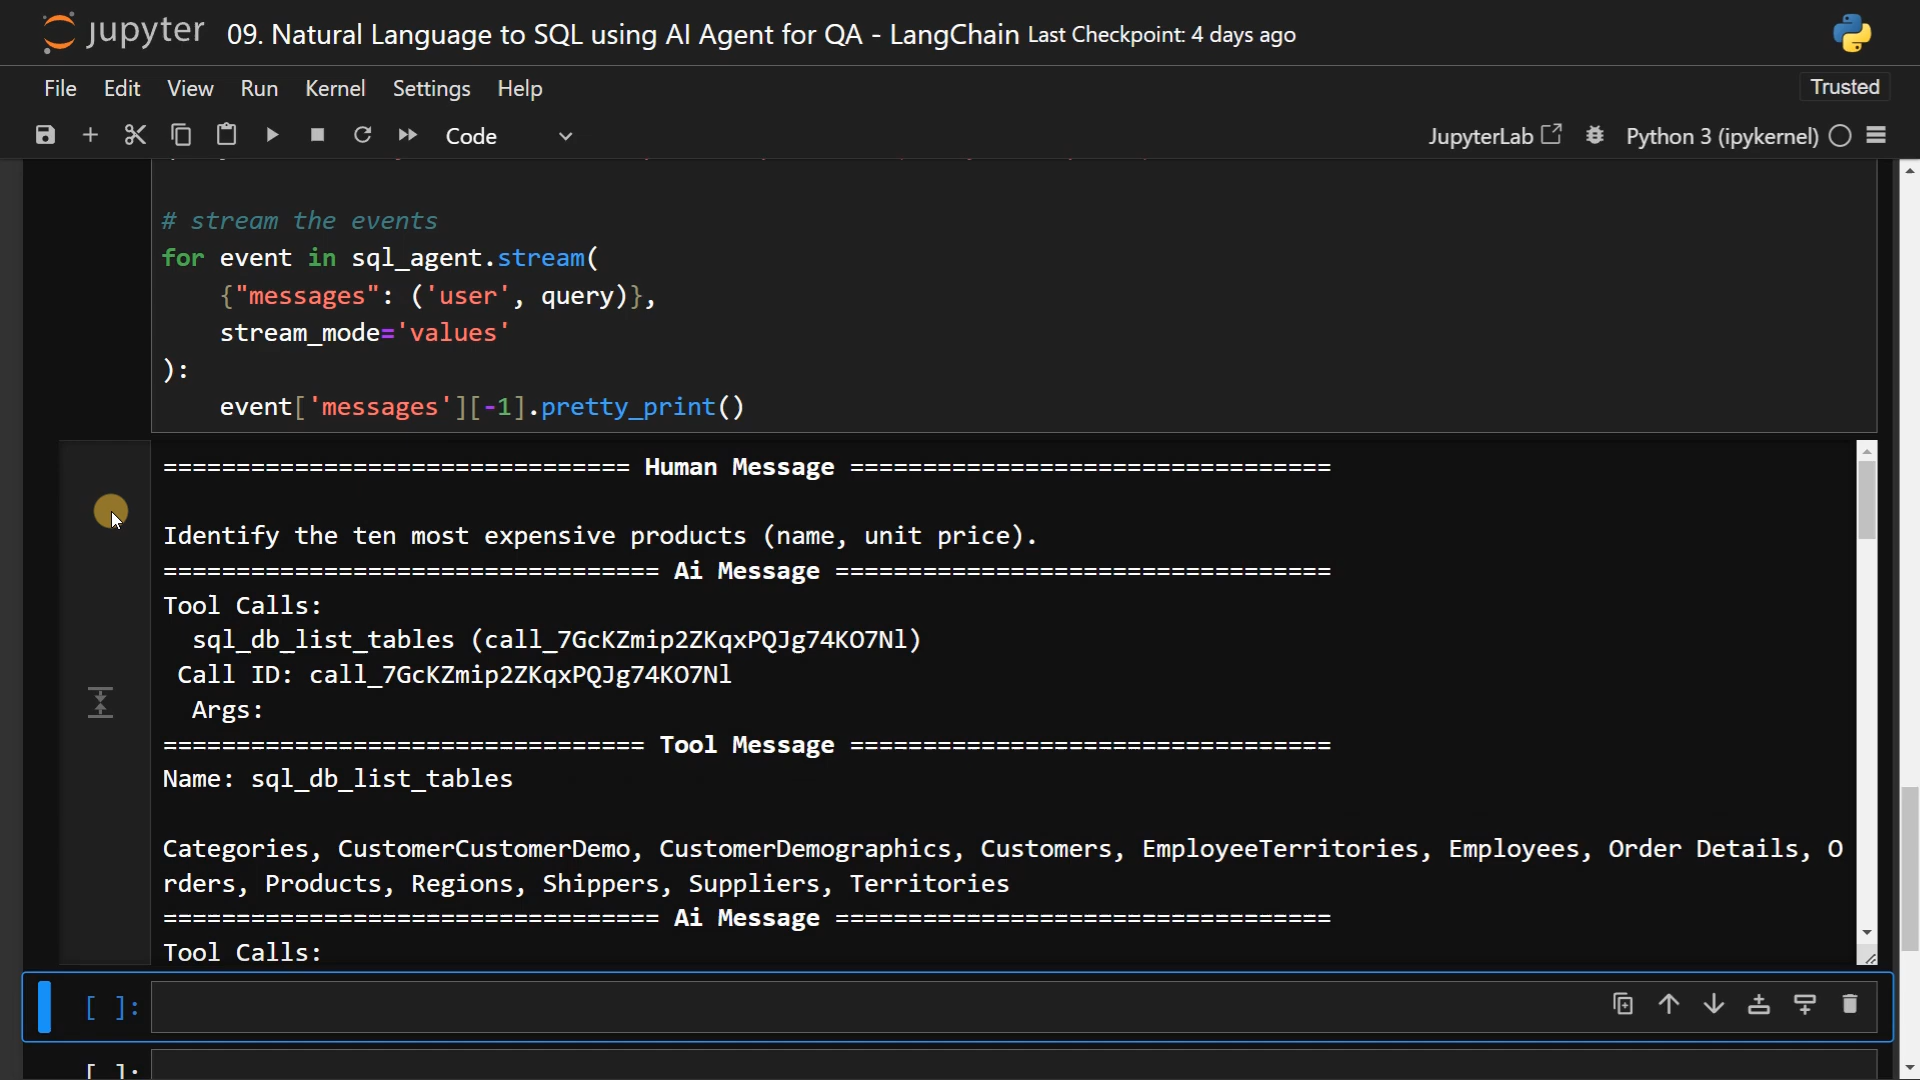 jupyter 09. Natural Language to SQL using AI Agent for QA - LangChain Last Checkpoint: 4 days ago
File Edit View Run Kernel Settings Help Trusted
Code JupyterLab Python 3 (ipykernel)
# stream the events
for event in sql_agent.stream(
{"messages": ('user', query)},
stream_mode='values'
):
event['messages'][-1].pretty_print()
================================ Human Message =================================
Identify the ten most expensive products (name, unit price).
================================== Ai Message ==================================
Tool Calls:
sql_db_list_tables (call_7GcKZmip2ZKqxPQJg74KO7Nl)
Call ID: call_7GcKZmip2ZKqxPQJg74KO7Nl
Args:
================================= Tool Message =================================
Name: sql_db_list_tables
Categories, CustomerCustomerDemo, CustomerDemographics, Customers, EmployeeTerritories, Employees, Order Details, O
rders, Products, Regions, Shippers, Suppliers, Territories
================================== Ai Message ==================================
Tool Calls:
[ ]:
[ ]: